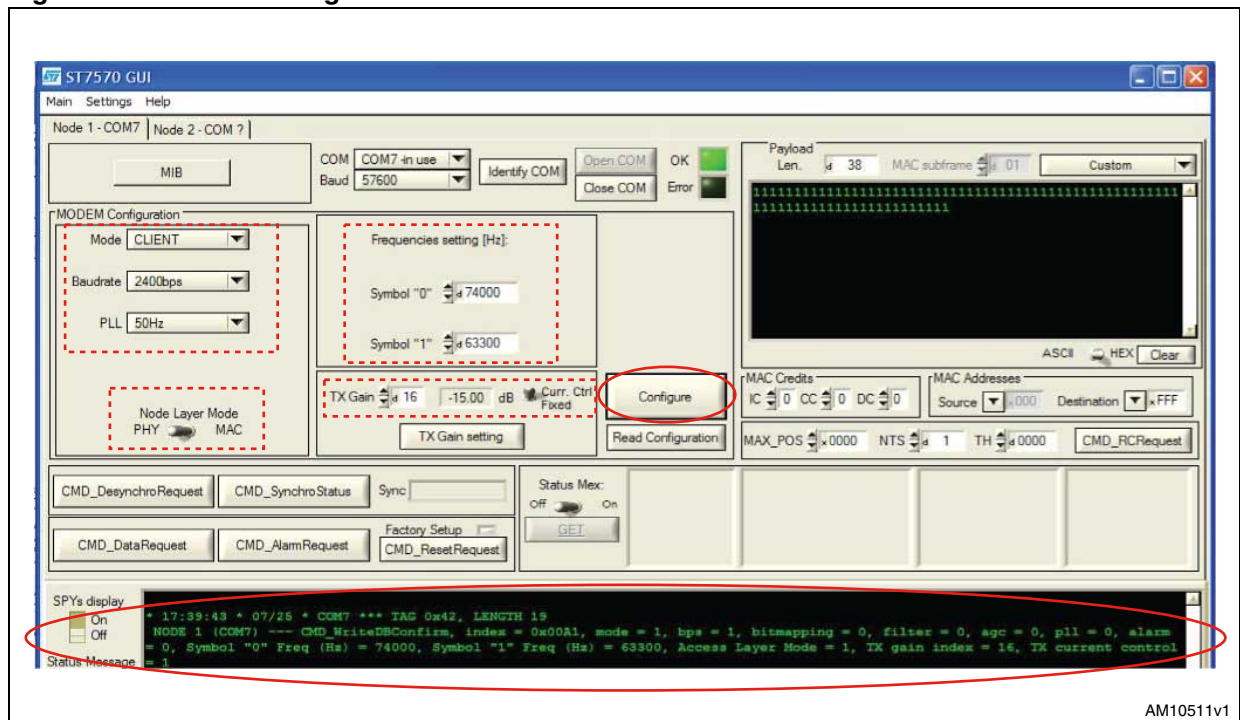 ST7570 GUI
Main Settings Help
Node 1 - COM7 Node 2 - COM ?
MIB
COM COM7 -in use
Baud 57600
Identify COM
Open COM
Close COM
OK
Error
Payload
Len. d 38 MAC subframe d 01 Custom
MODEM Configuration
Mode CLIENT
Baudrate 2400bps
PLL 50Hz
Node Layer Mode
PHY MAC
Frequencies setting [Hz]:
Symbol "0" d 74000
Symbol "1" d 63300
TX Gain d 16 -15.00 dB Curr. Ctrl
Fixed
TX Gain setting
Configure
Read Configuration
ASCII HEX Clear
MAC Credits
IC 0 CC 0 DC 0
MAC Addresses
Source x 000 Destination x FFF
MAX_POS x 0000 NTS d 1 TH d 0000 CMD_RCRequest
CMD_DesynchroRequest CMD_SynchroStatus Sync
CMD_DataRequest CMD_AlarmRequest
Factory Setup
CMD_ResetRequest
Status Mex:
Off On
GET
SPYs display
On
Off
Status Message
* 17:39:43 * 07/25 * COM7 *** TAG 0x42, LENGTH 19
NODE 1 (COM7) --- CMD_WriteDBConfirm, index = 0x00A1, mode = 1, bps = 1, bitmapping = 0, filter = 0, agc = 0, pll = 0, alarm
= 0, Symbol "0" Freq (Hz) = 74000, Symbol "1" Freq (Hz) = 63300, Access Layer Mode = 1, TX gain index = 16, TX current control
= 1
AM10511v1